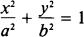 x²/a² + y²/b² = 1